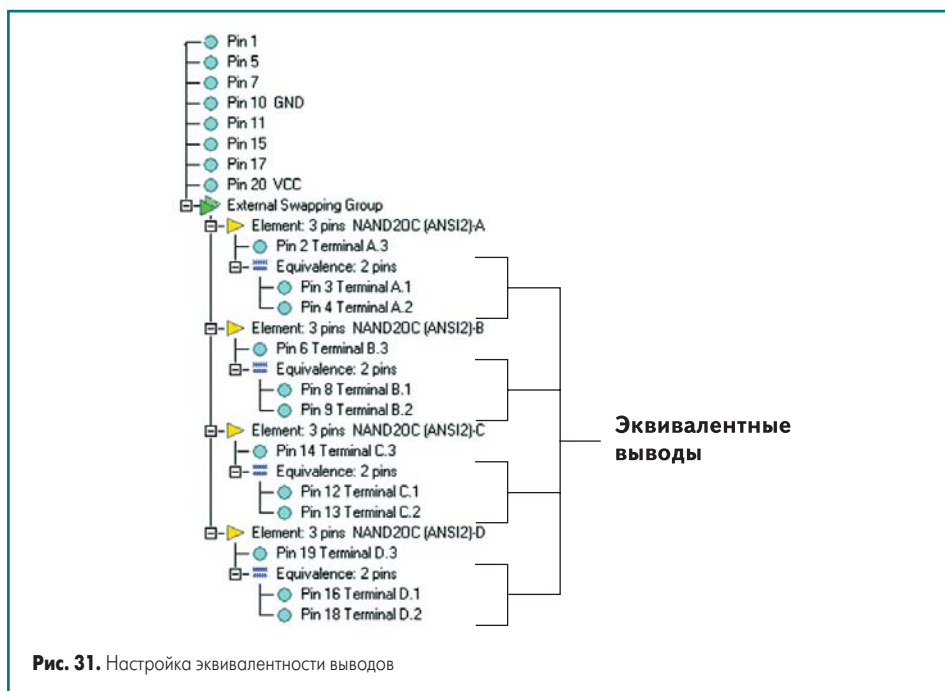 Pin 1
Pin 5
Pin 7
Pin 10 GND
Pin 11
Pin 15
Pin 17
Pin 20 VCC
External Swapping Group
Element: 3 pins NAND2OC (ANSI2)-A
Pin 2 Terminal A.3
Equivalence: 2 pins
Pin 3 Terminal A.1
Pin 4 Terminal A.2
Element: 3 pins NAND2OC (ANSI2)-B
Pin 6 Terminal B.3
Equivalence: 2 pins
Pin 8 Terminal B.1
Pin 9 Terminal B.2
Element: 3 pins NAND2OC (ANSI2)-C
Pin 14 Terminal C.3
Equivalence: 2 pins
Pin 12 Terminal C.1
Pin 13 Terminal C.2
Element: 3 pins NAND2OC (ANSI2)-D
Pin 19 Terminal D.3
Equivalence: 2 pins
Pin 16 Terminal D.1
Pin 18 Terminal D.2
Эквивалентные
выводы
Рис. 31. Настройка эквивалентности выводов